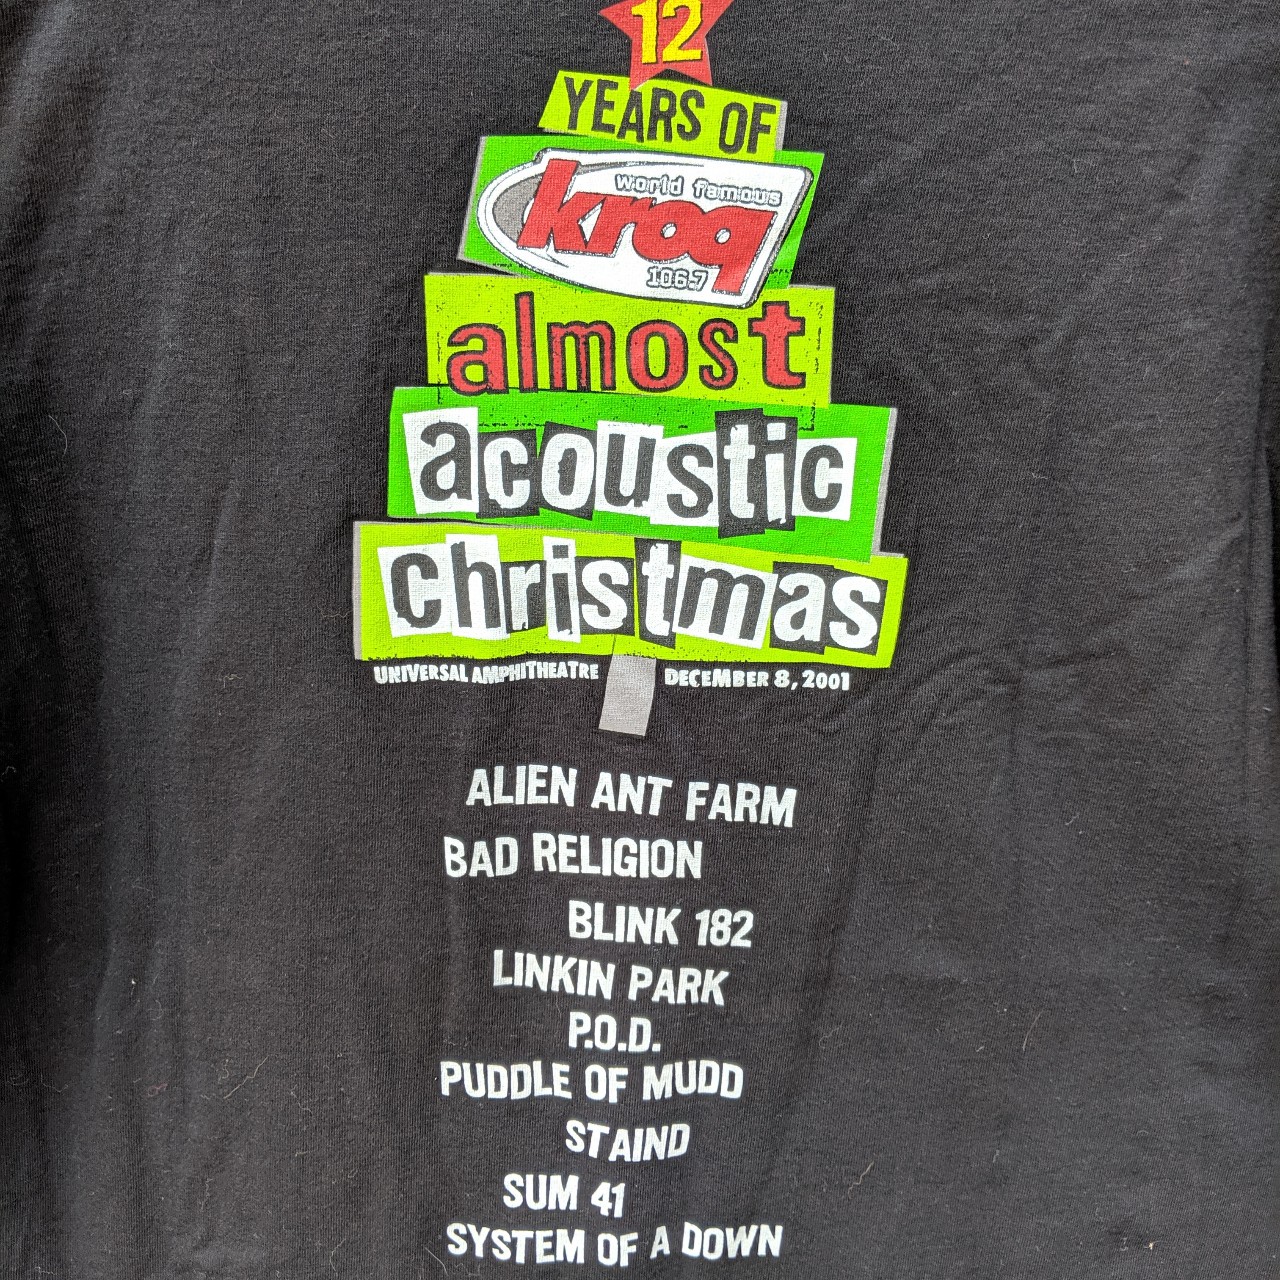 12
YEARS OF
world famous
kroq
106.7
almost
acoustic
christmas
UNIVERSAL AMPHITHEATRE DECEMBER 8, 2001
ALIEN ANT FARM
BAD RELIGION
BLINK 182
LINKIN PARK
P.O.D.
PUDDLE OF MUDD
STAIND
SUM 41
SYSTEM OF A DOWN